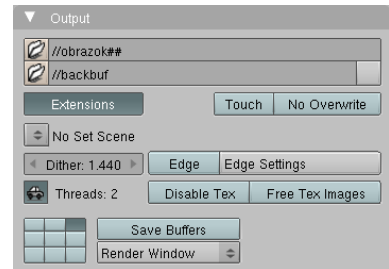 Output
//obrazok##
//backbuf
Extensions Touch No Overwrite
No Set Scene
Dither: 1.440 Edge Edge Settings
Threads: 2 Disable Tex Free Tex Images
Save Buffers
Render Window